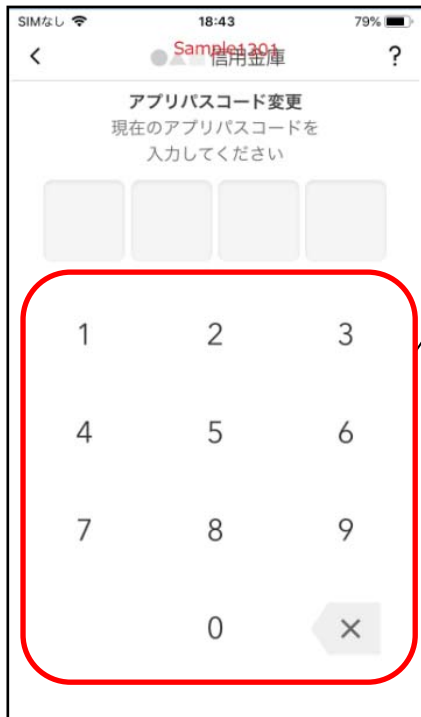 SIMなし 18:43 79%
< Sample1201 ●▲■信用金庫 ?
アプリパスコード変更
現在のアプリパスコードを
入力してください
1 2 3
4 5 6
7 8 9
0 ×